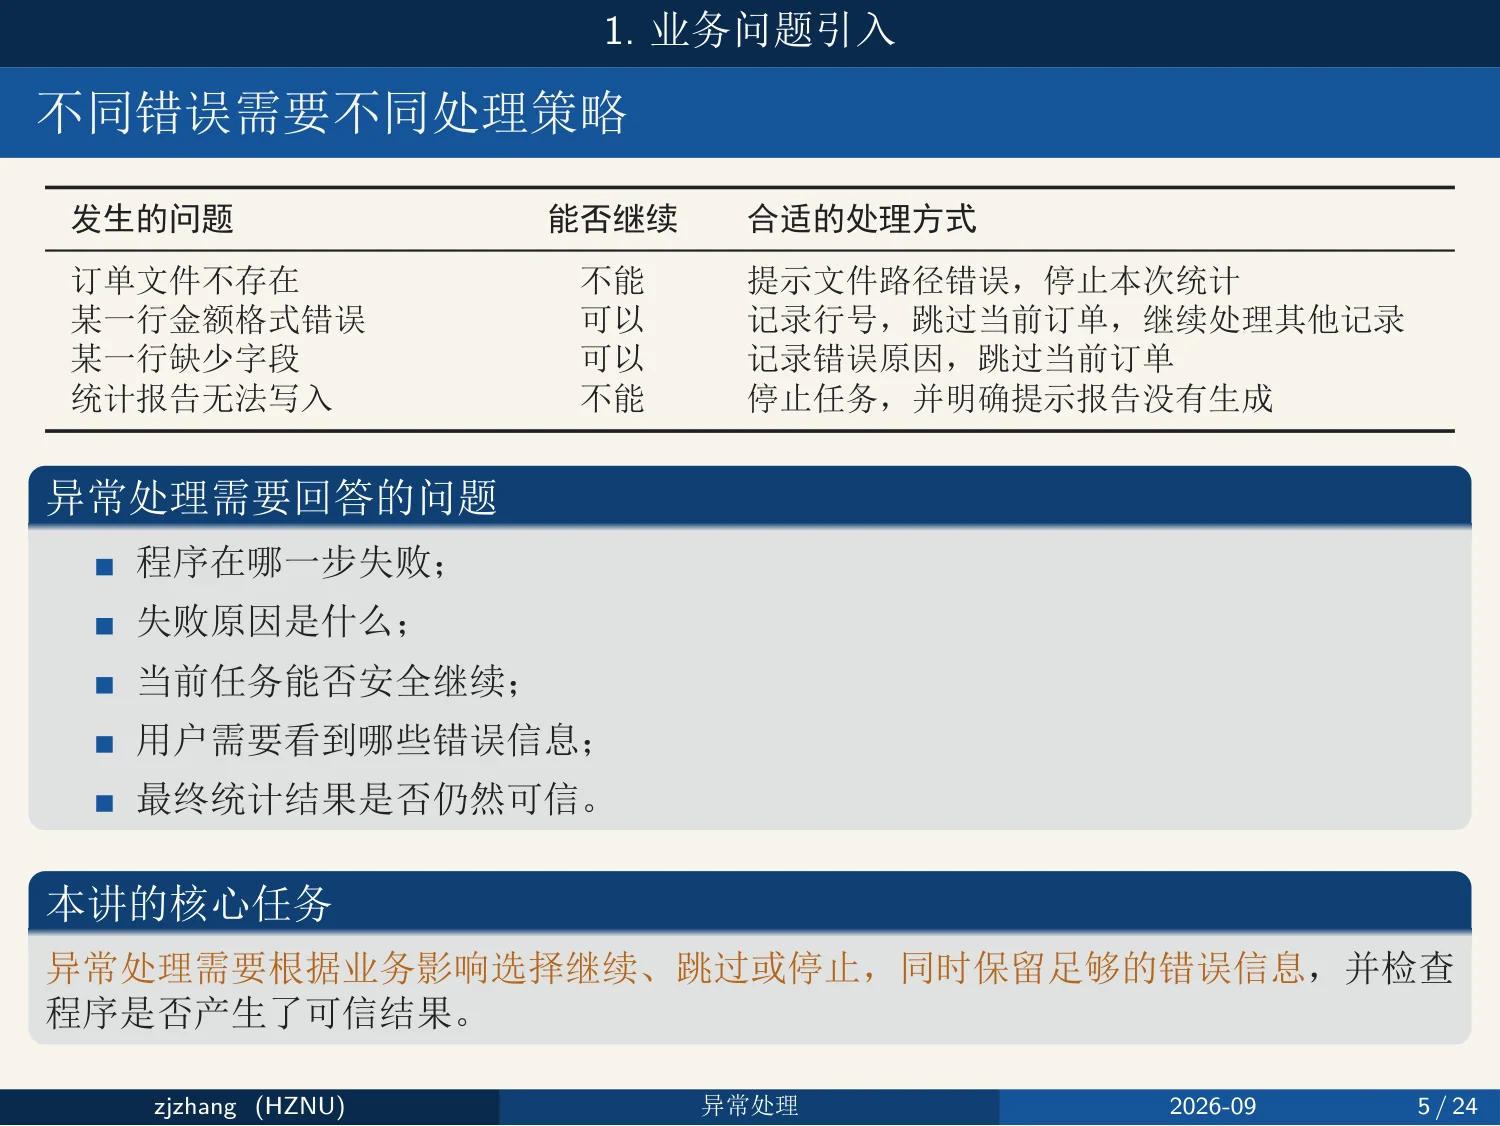 1. 业务问题引入
不同错误需要不同处理策略
发生的问题 能否继续 合适的处理方式
订单文件不存在 不能 提示文件路径错误，停止本次统计
某一行金额格式错误 可以 记录行号，跳过当前订单，继续处理其他记录
某一行缺少字段 可以 记录错误原因，跳过当前订单
统计报告无法写入 不能 停止任务，并明确提示报告没有生成
异常处理需要回答的问题
程序在哪一步失败；
失败原因是什么；
当前任务能否安全继续；
用户需要看到哪些错误信息；
最终统计结果是否仍然可信。
本讲的核心任务
异常处理需要根据业务影响选择继续、跳过或停止，同时保留足够的错误信息，并检查
程序是否产生了可信结果。
zjzhang (HZNU) 异常处理 2026-09 5 / 24